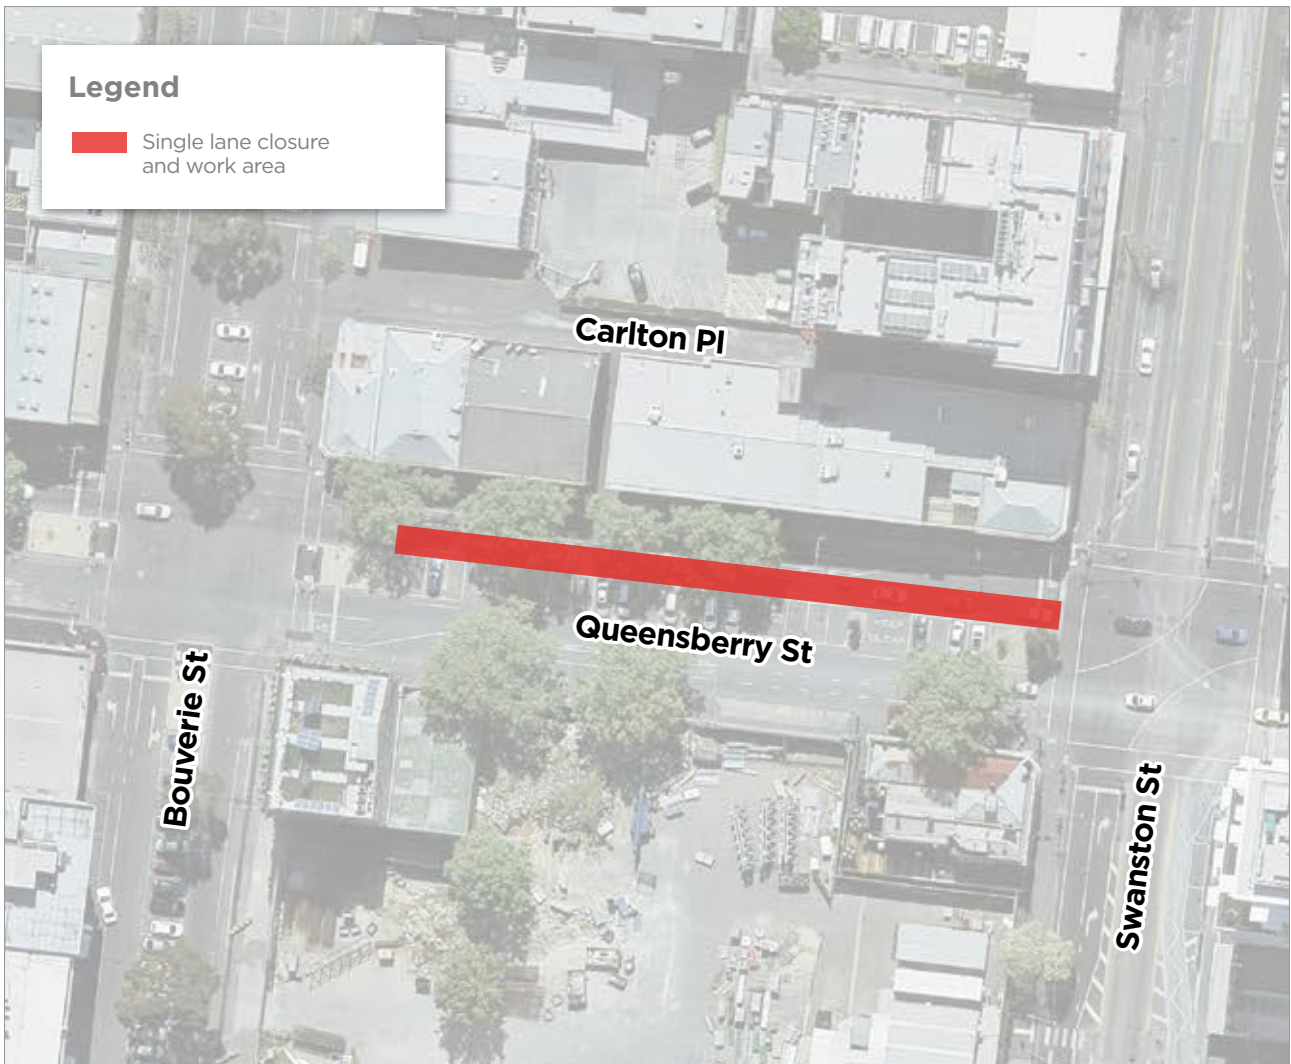 Legend
Single lane closure
and work area
Carlton Pl
Queensberry St
Bouverie St
Swanston St